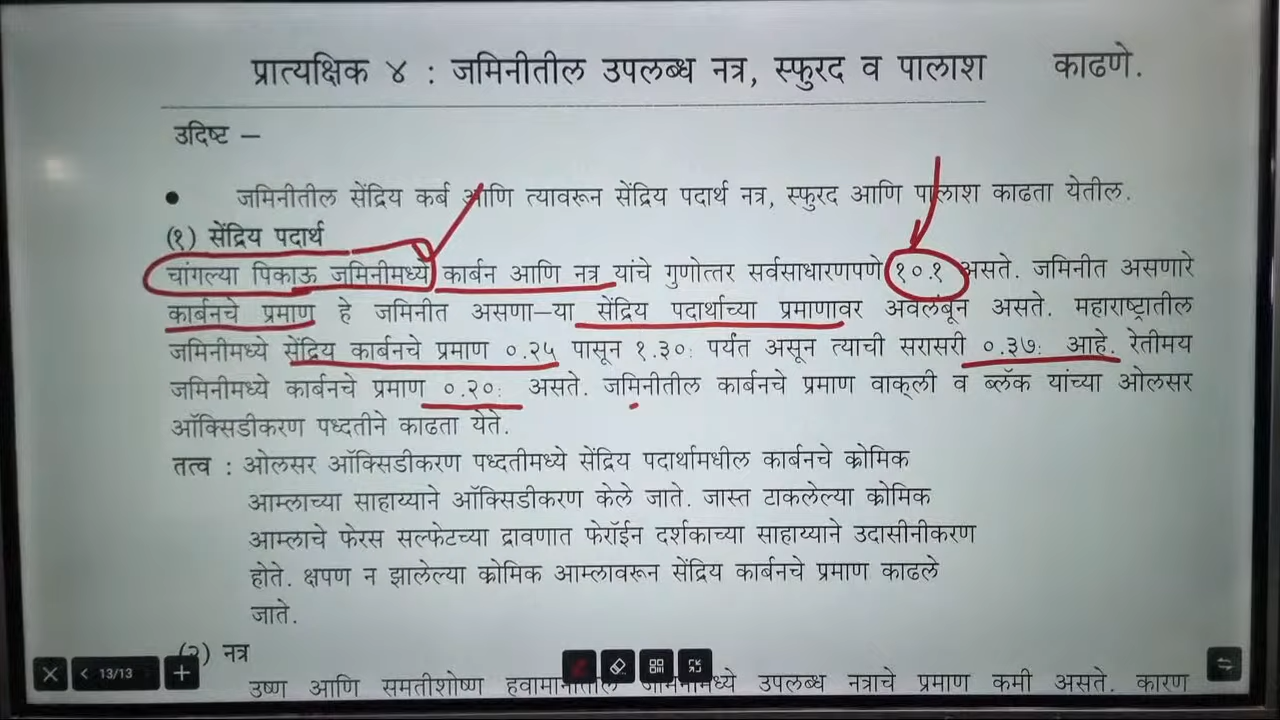 प्रात्यक्षिक ४ : जमिनीतील उपलब्ध नत्र, स्फुरद व पालाश काढणे.
उदिष्ट –
• जमिनीतील सेंद्रिय कर्ब आणि त्यावरून सेंद्रिय पदार्थ नत्र, स्फुरद आणि पालाश काढता येतील.
(१) सेंद्रिय पदार्थ
चांगल्या पिकाऊ जमिनीमध्ये कार्बन आणि नत्र यांचे गुणोत्तर सर्वसाधारणपणे १०.१ असते. जमिनीत असणारे
कार्बनचे प्रमाण हे जमिनीत असणा–या सेंद्रिय पदार्थाच्या प्रमाणावर अवलंबून असते. महाराष्ट्रातील
जमिनीमध्ये सेंद्रिय कार्बनचे प्रमाण ०.२५ पासून १.३०: पर्यंत असून त्याची सरासरी ०.३७: आहे. रेतीमय
जमिनीमध्ये कार्बनचे प्रमाण ०.२०: असते. जमिनीतील कार्बनचे प्रमाण वाक्ली व ब्लॅक यांच्या ओलसर
ऑक्सिडीकरण पध्दतीने काढता येते.
तत्व : ओलसर ऑक्सिडीकरण पध्दतीमध्ये सेंद्रिय पदार्थामधील कार्बनचे क्रोमिक
आम्लाच्या साहाय्याने ऑक्सिडीकरण केले जाते. जास्त टाकलेल्या क्रोमिक
आम्लाचे फेरस सल्फेटच्या द्रावणात फेरॉईन दर्शकाच्या साहाय्याने उदासीनीकरण
होते. क्षपण न झालेल्या क्रोमिक आम्लावरून सेंद्रिय कार्बनचे प्रमाण काढले
जाते.
(२) नत्र
13/13
उष्ण आणि समतीशोष्ण हवामानातील जमिनीमध्ये उपलब्ध नत्राचे प्रमाण कमी असते. कारण